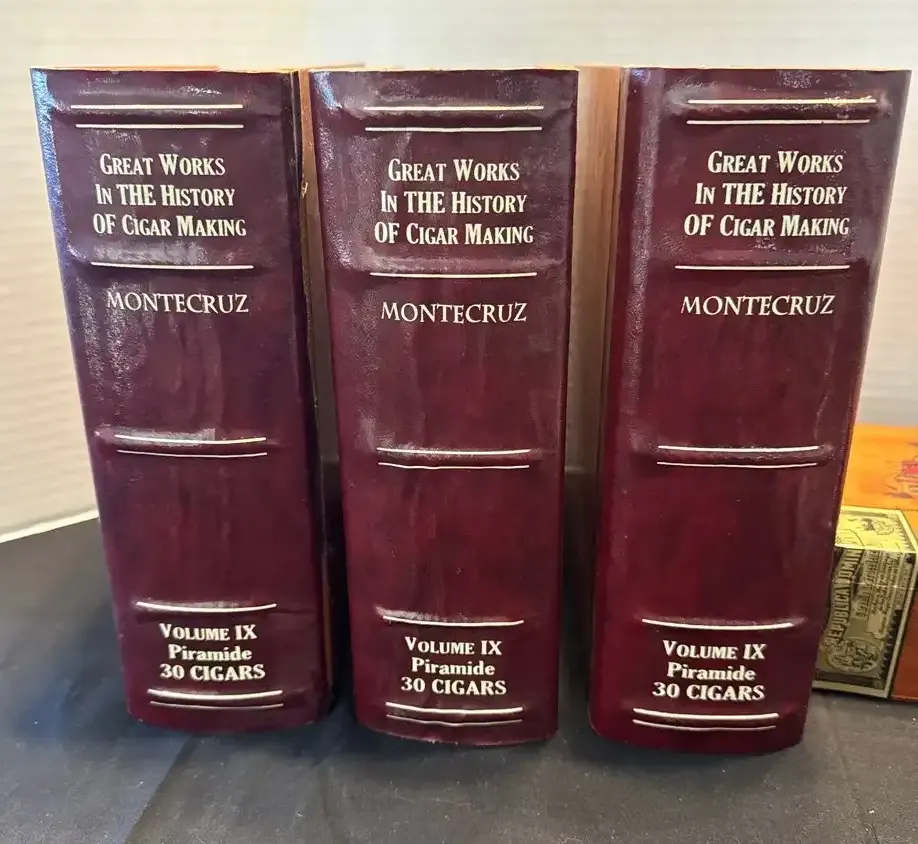 GREAT WORKS
IN THE HISTORY
OF CIGAR MAKING
MONTECRUZ
VOLUME IX
Piramide
30 CIGARS
GREAT WORKS
IN THE HISTORY
OF CIGAR MAKING
MONTECRUZ
VOLUME IX
Piramide
30 CIGARS
GREAT WORKS
IN THE HISTORY
OF CIGAR MAKING
MONTECRUZ
VOLUME IX
Piramide
30 CIGARS
REPUBLICA